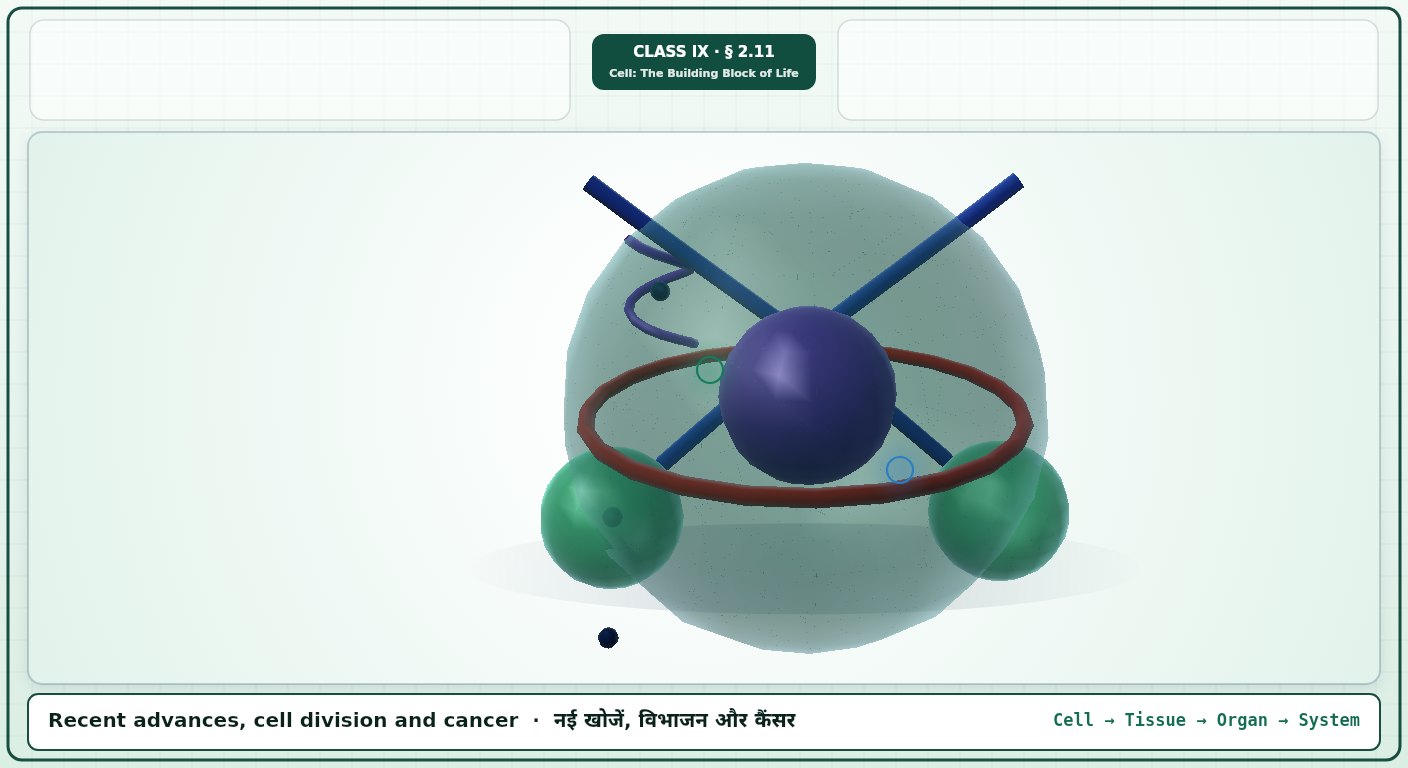 CLASS IX · § 2.11
Cell: The Building Block of Life
Recent advances, cell division and cancer · नई खोजें, विभाजन और कैंसर
Cell → Tissue → Organ → System